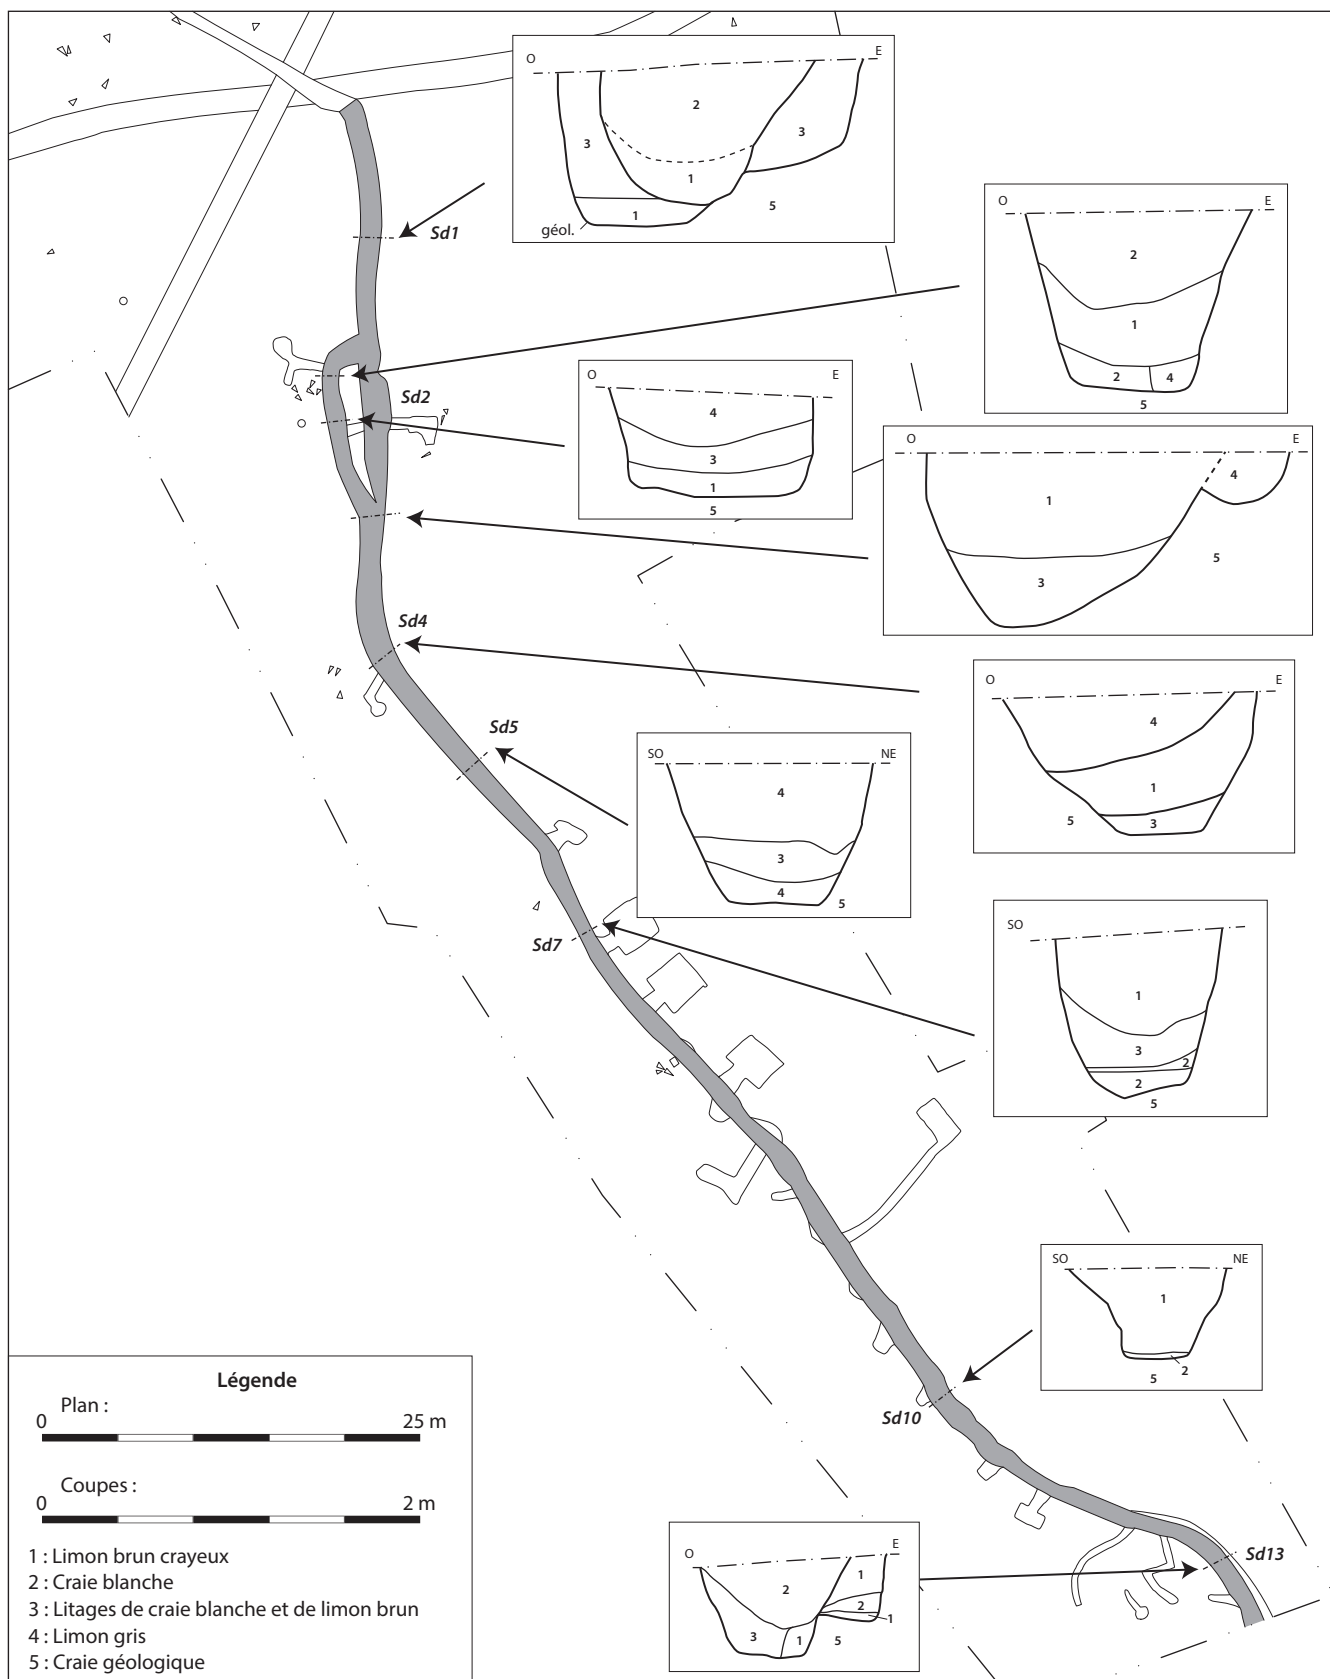 O E
2
3 3
1
1 5
géol.
Sd1
O E
2
1
2 4
5
Sd2
O E
4
3
1
5
O E
4
1
5
3
Sd4
O E
4
1
5 3
Sd5
SO NE
4
3
4 5
Sd7
SO
1
3
2
2
5
SO NE
1
5 2
Sd10
O E
1
2
2
1
3 1 5
Sd13
Légende
Plan :
0 25 m
Coupes :
0 2 m
1 : Limon brun crayeux
2 : Craie blanche
3 : Litages de craie blanche et de limon brun
4 : Limon gris
5 : Craie géologique